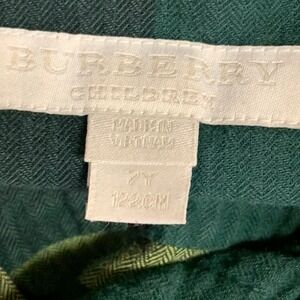 BURBERRY
CHILDREN
MADE IN
VIETNAM
7Y
122CM